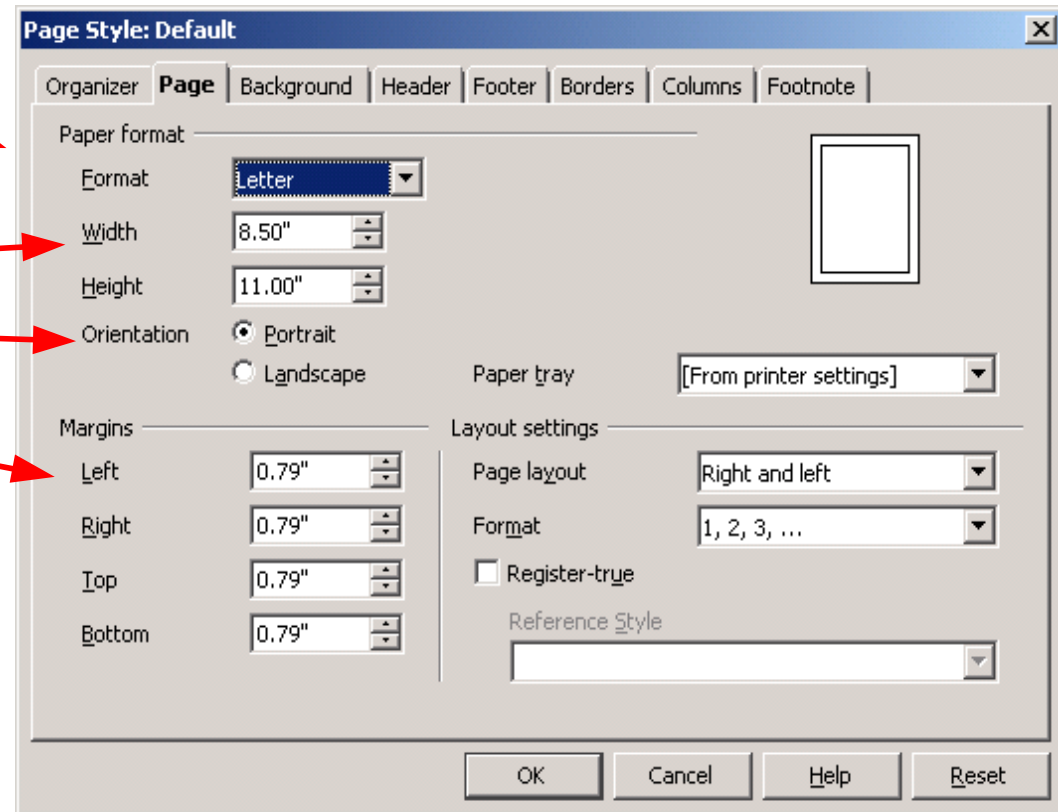 Page Style: Default
Organizer Page Background Header Footer Borders Columns Footnote
Paper format
Format Letter
Width 8.50"
Height 11.00"
Orientation Portrait
Landscape Paper tray [From printer settings]
Margins Layout settings
Left 0.79" Page layout Right and left
Right 0.79" Format 1, 2, 3, ...
Top 0.79" Register-true
Reference Style
Bottom 0.79"
OK Cancel Help Reset